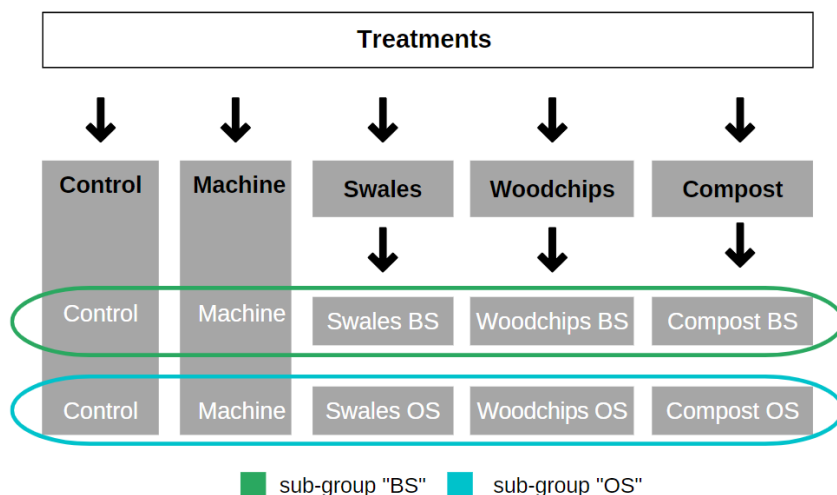 Treatments
Control Machine Swales Woodchips Compost
Control Machine Swales BS Woodchips BS Compost BS
Control Machine Swales OS Woodchips OS Compost OS
sub-group "BS" sub-group "OS"